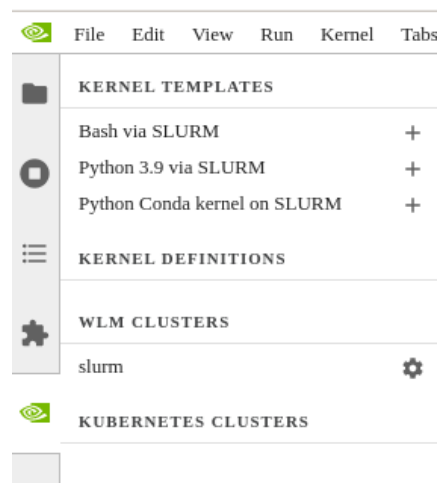 File Edit View Run Kernel Tabs
KERNEL TEMPLATES
Bash via SLURM
Python 3.9 via SLURM
Python Conda kernel on SLURM
KERNEL DEFINITIONS
WLM CLUSTERS
slurm
KUBERNETES CLUSTERS